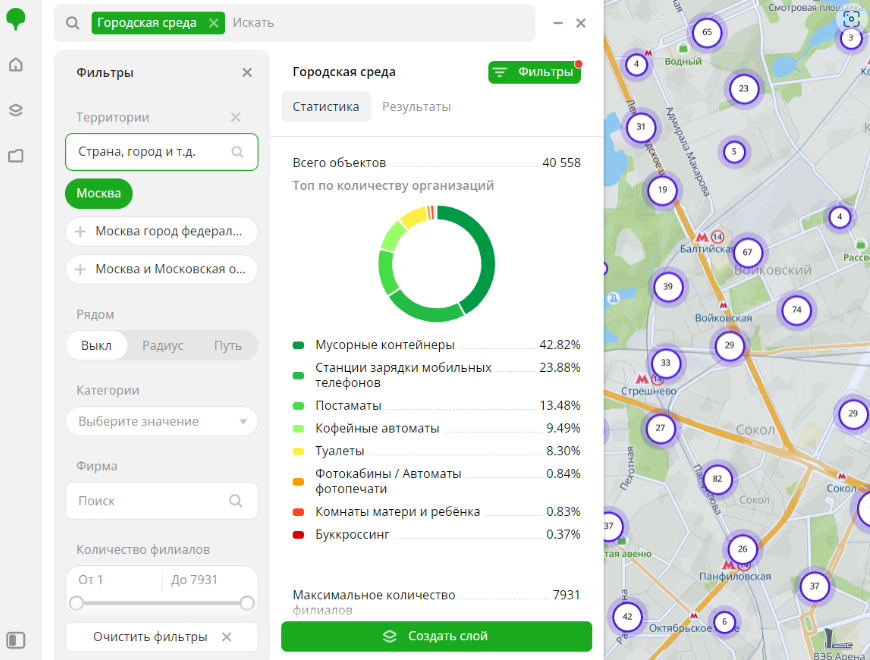 Городская среда
Искать
Фильтры
Территории
Страна, город и т.д.
Москва
Москва город федерал...
Москва и Московская о...
Рядом
Выкл
Радиус
Путь
Категории
Выберите значение
Фирма
Поиск
Количество филиалов
От 1
До 7931
Очистить фильтры
Городская среда
Фильтры
Статистика
Результаты
Всего объектов
40 558
Топ по количеству организаций
Мусорные контейнеры
42.82%
Станции зарядки мобильных
телефонов
23.88%
Постаматы
13.48%
Кофейные автоматы
9.49%
Туалеты
8.30%
Фотокабины / Автоматы
фотопечати
0.84%
Комнаты матери и ребёнка
0.83%
Буккроссинг
0.37%
Максимальное количество
филиалов
7931
Создать слой
Смотровая
65
3
4
Водный
23
31
Адмирала Макарова
5
19
4
14
Балтийская
67
Войковский
39
74
Войковская
29
33
14
Стрешнево
29
27
Сокол
Пехотная
82
Сокол
Сокол
37
26
Панфиловская
37
42
Октябрьское
6
ВЭБ Арена